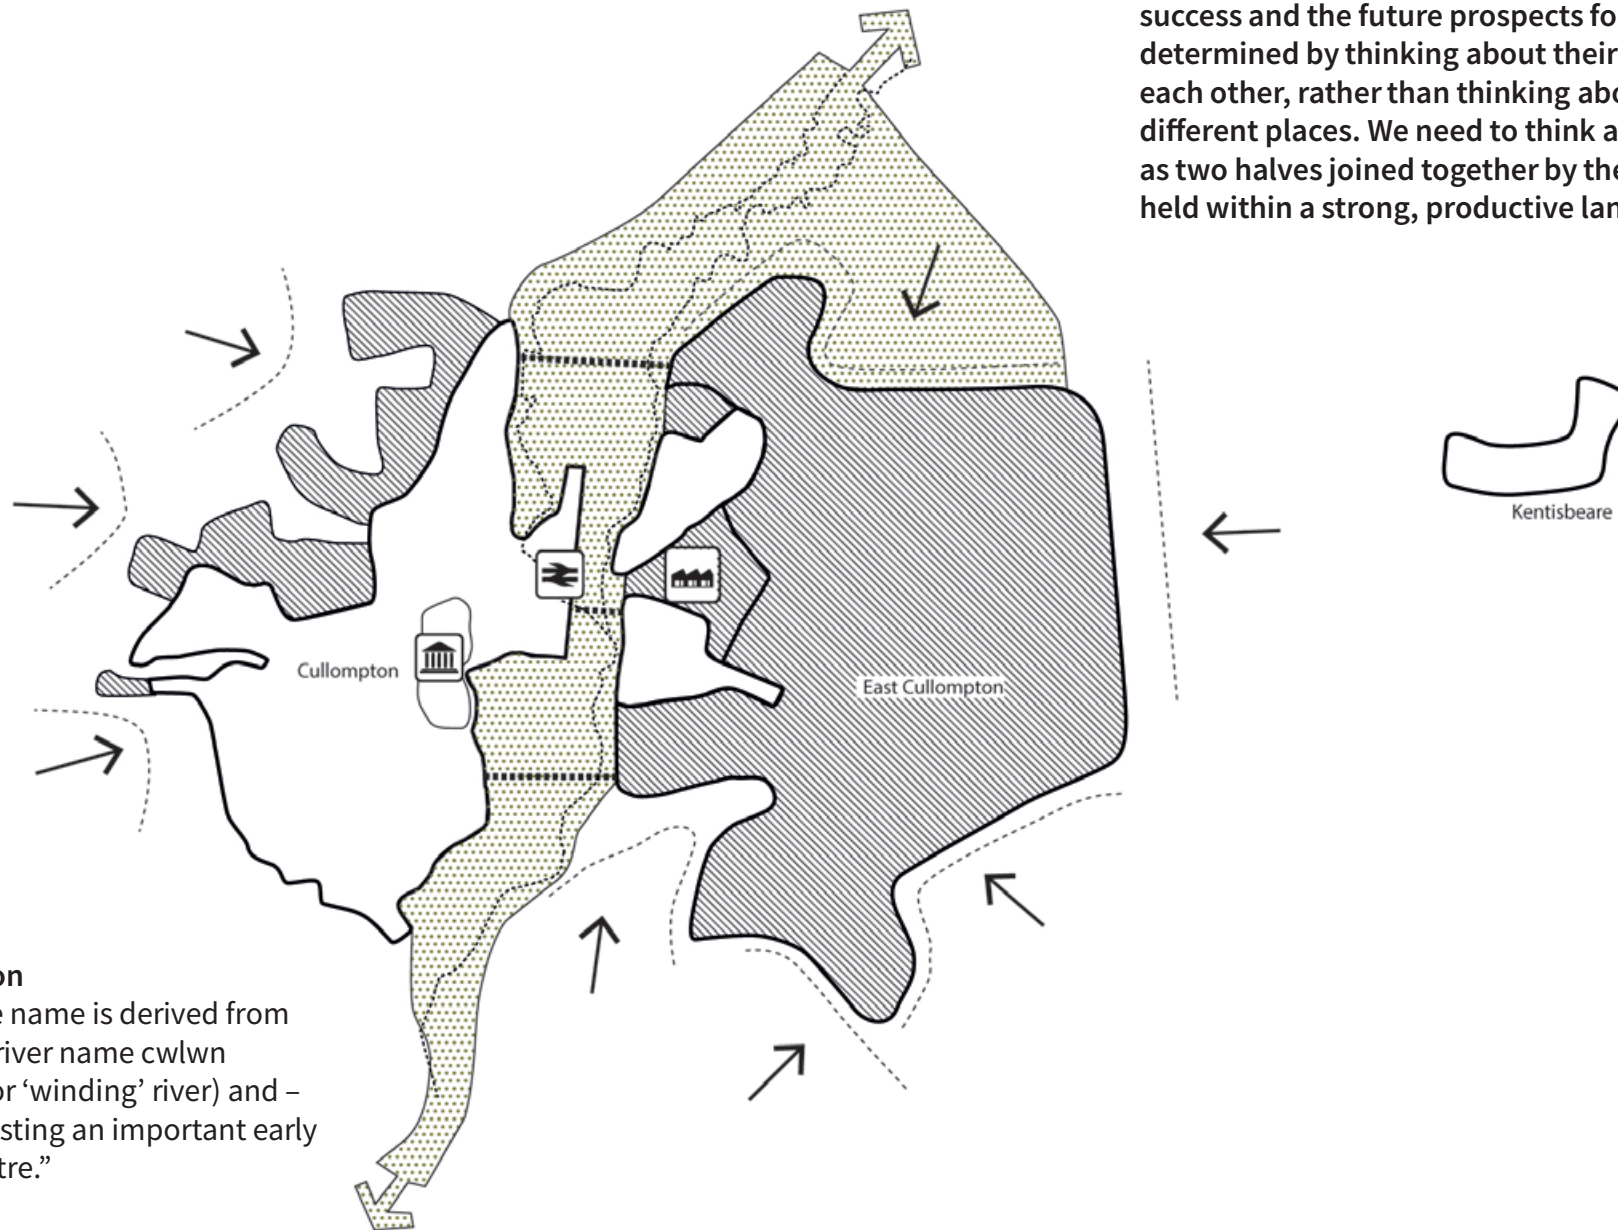 success and the future prospects fo
determined by thinking about their
each other, rather than thinking abo
different places. We need to think a
as two halves joined together by the
held within a strong, productive lan
Kentisbeare
Cullompton
East Cullompton
on
e name is derived from
river name cwlwn
or ‘winding’ river) and –
sting an important early
tre.”